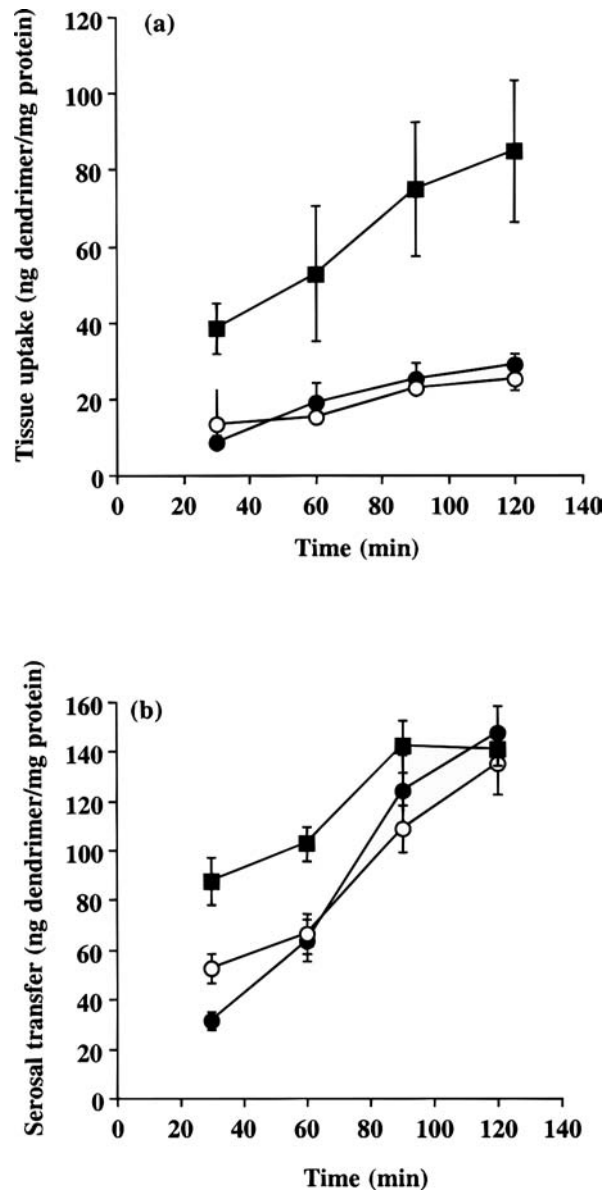 (a)
Tissue uptake (ng dendrimer/mg protein)
120
100
80
60
40
20
0
0 20 40 60 80 100 120 140
Time (min)
(b)
Serosal transfer (ng dendrimer/mg protein)
160
140
120
100
80
60
40
20
0
0 20 40 60 80 100 120 140
Time (min)